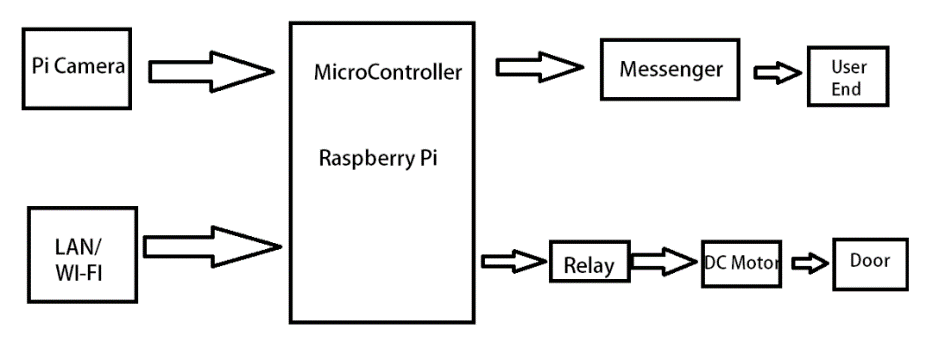 Pi Camera
MicroController
Raspberry Pi
Messenger
User
End
LAN/
WI-FI
Relay
DC Motor
Door